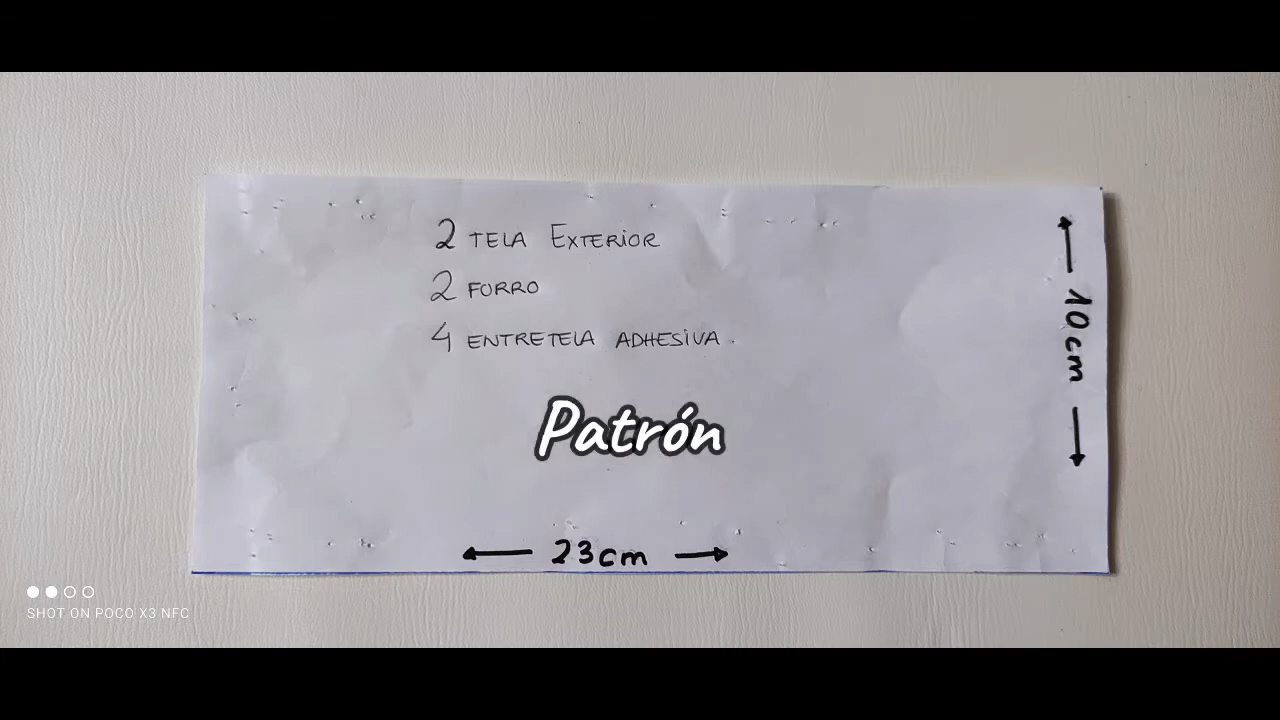 2 TELA EXTERIOR
2 FORRO
4 ENTRETELA ADHESIVA.
10cm
Patrón
23cm
SHOT ON POCO X3 NFC